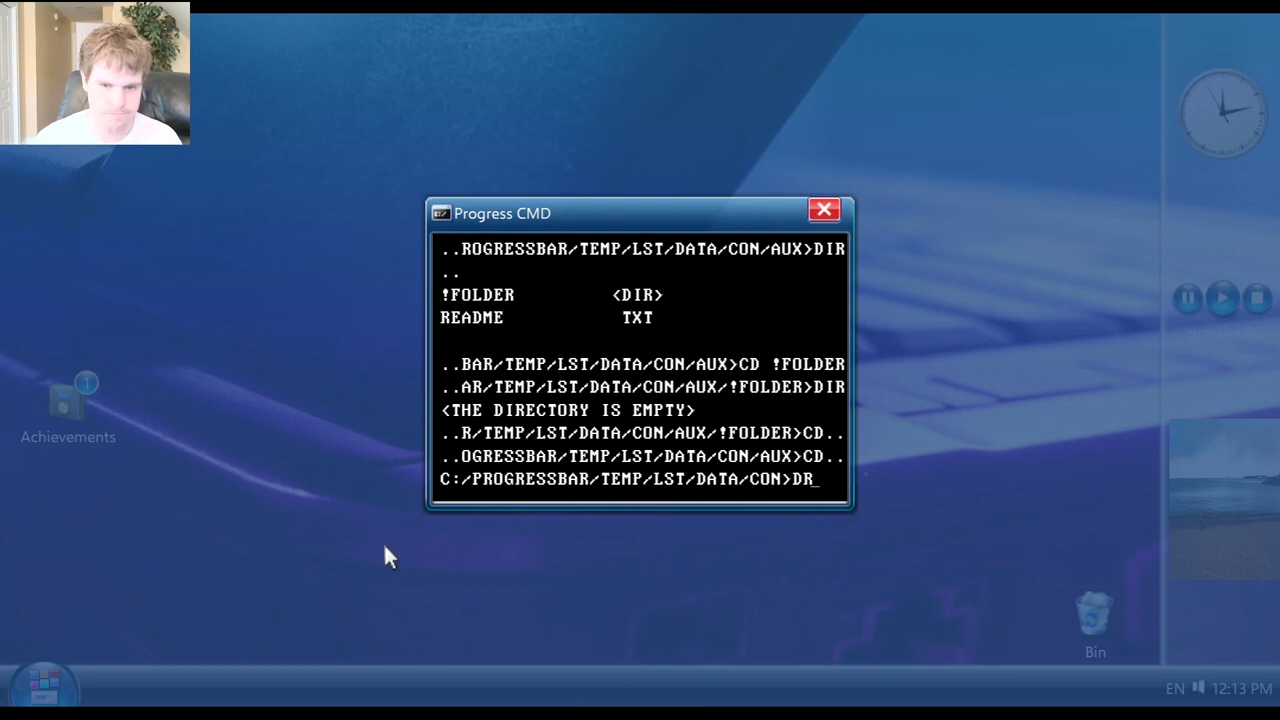 Progress CMD
..ROGRESSBAR/TEMP/LST/DATA/CON/AUX>DIR
..
!FOLDER <DIR>
README TXT
..BAR/TEMP/LST/DATA/CON/AUX>CD !FOLDER
..AR/TEMP/LST/DATA/CON/AUX/!FOLDER>DIR
<THE DIRECTORY IS EMPTY>
..R/TEMP/LST/DATA/CON/AUX/!FOLDER>CD..
..OGRESSBAR/TEMP/LST/DATA/CON/AUX>CD..
C:/PROGRESSBAR/TEMP/LST/DATA/CON>DR_
1
Achievements
Bin
EN 12:13 PM